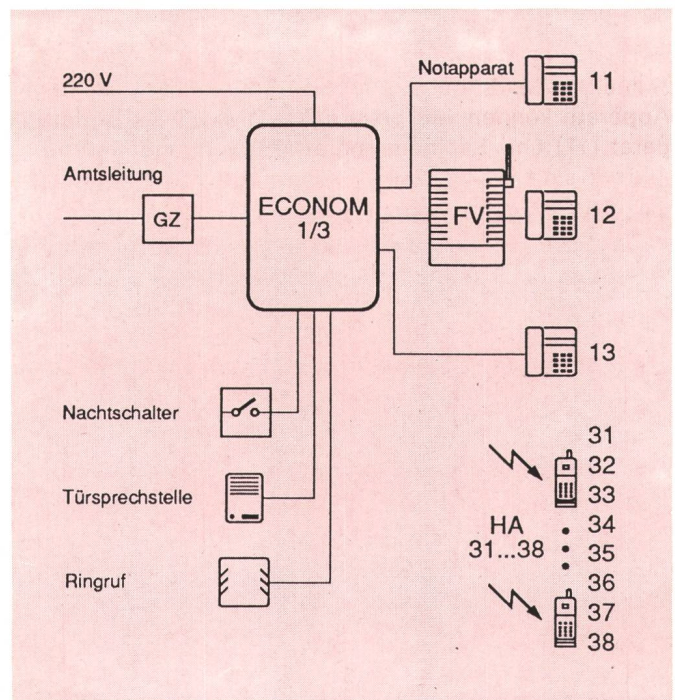 220 V
Notapparat
11
Amtsleitung
GZ
ECONOM
1/3
FV
12
13
Nachtschalter
Türsprechstelle
Ringruf
HA
31...38
31
32
33
34
35
36
37
38